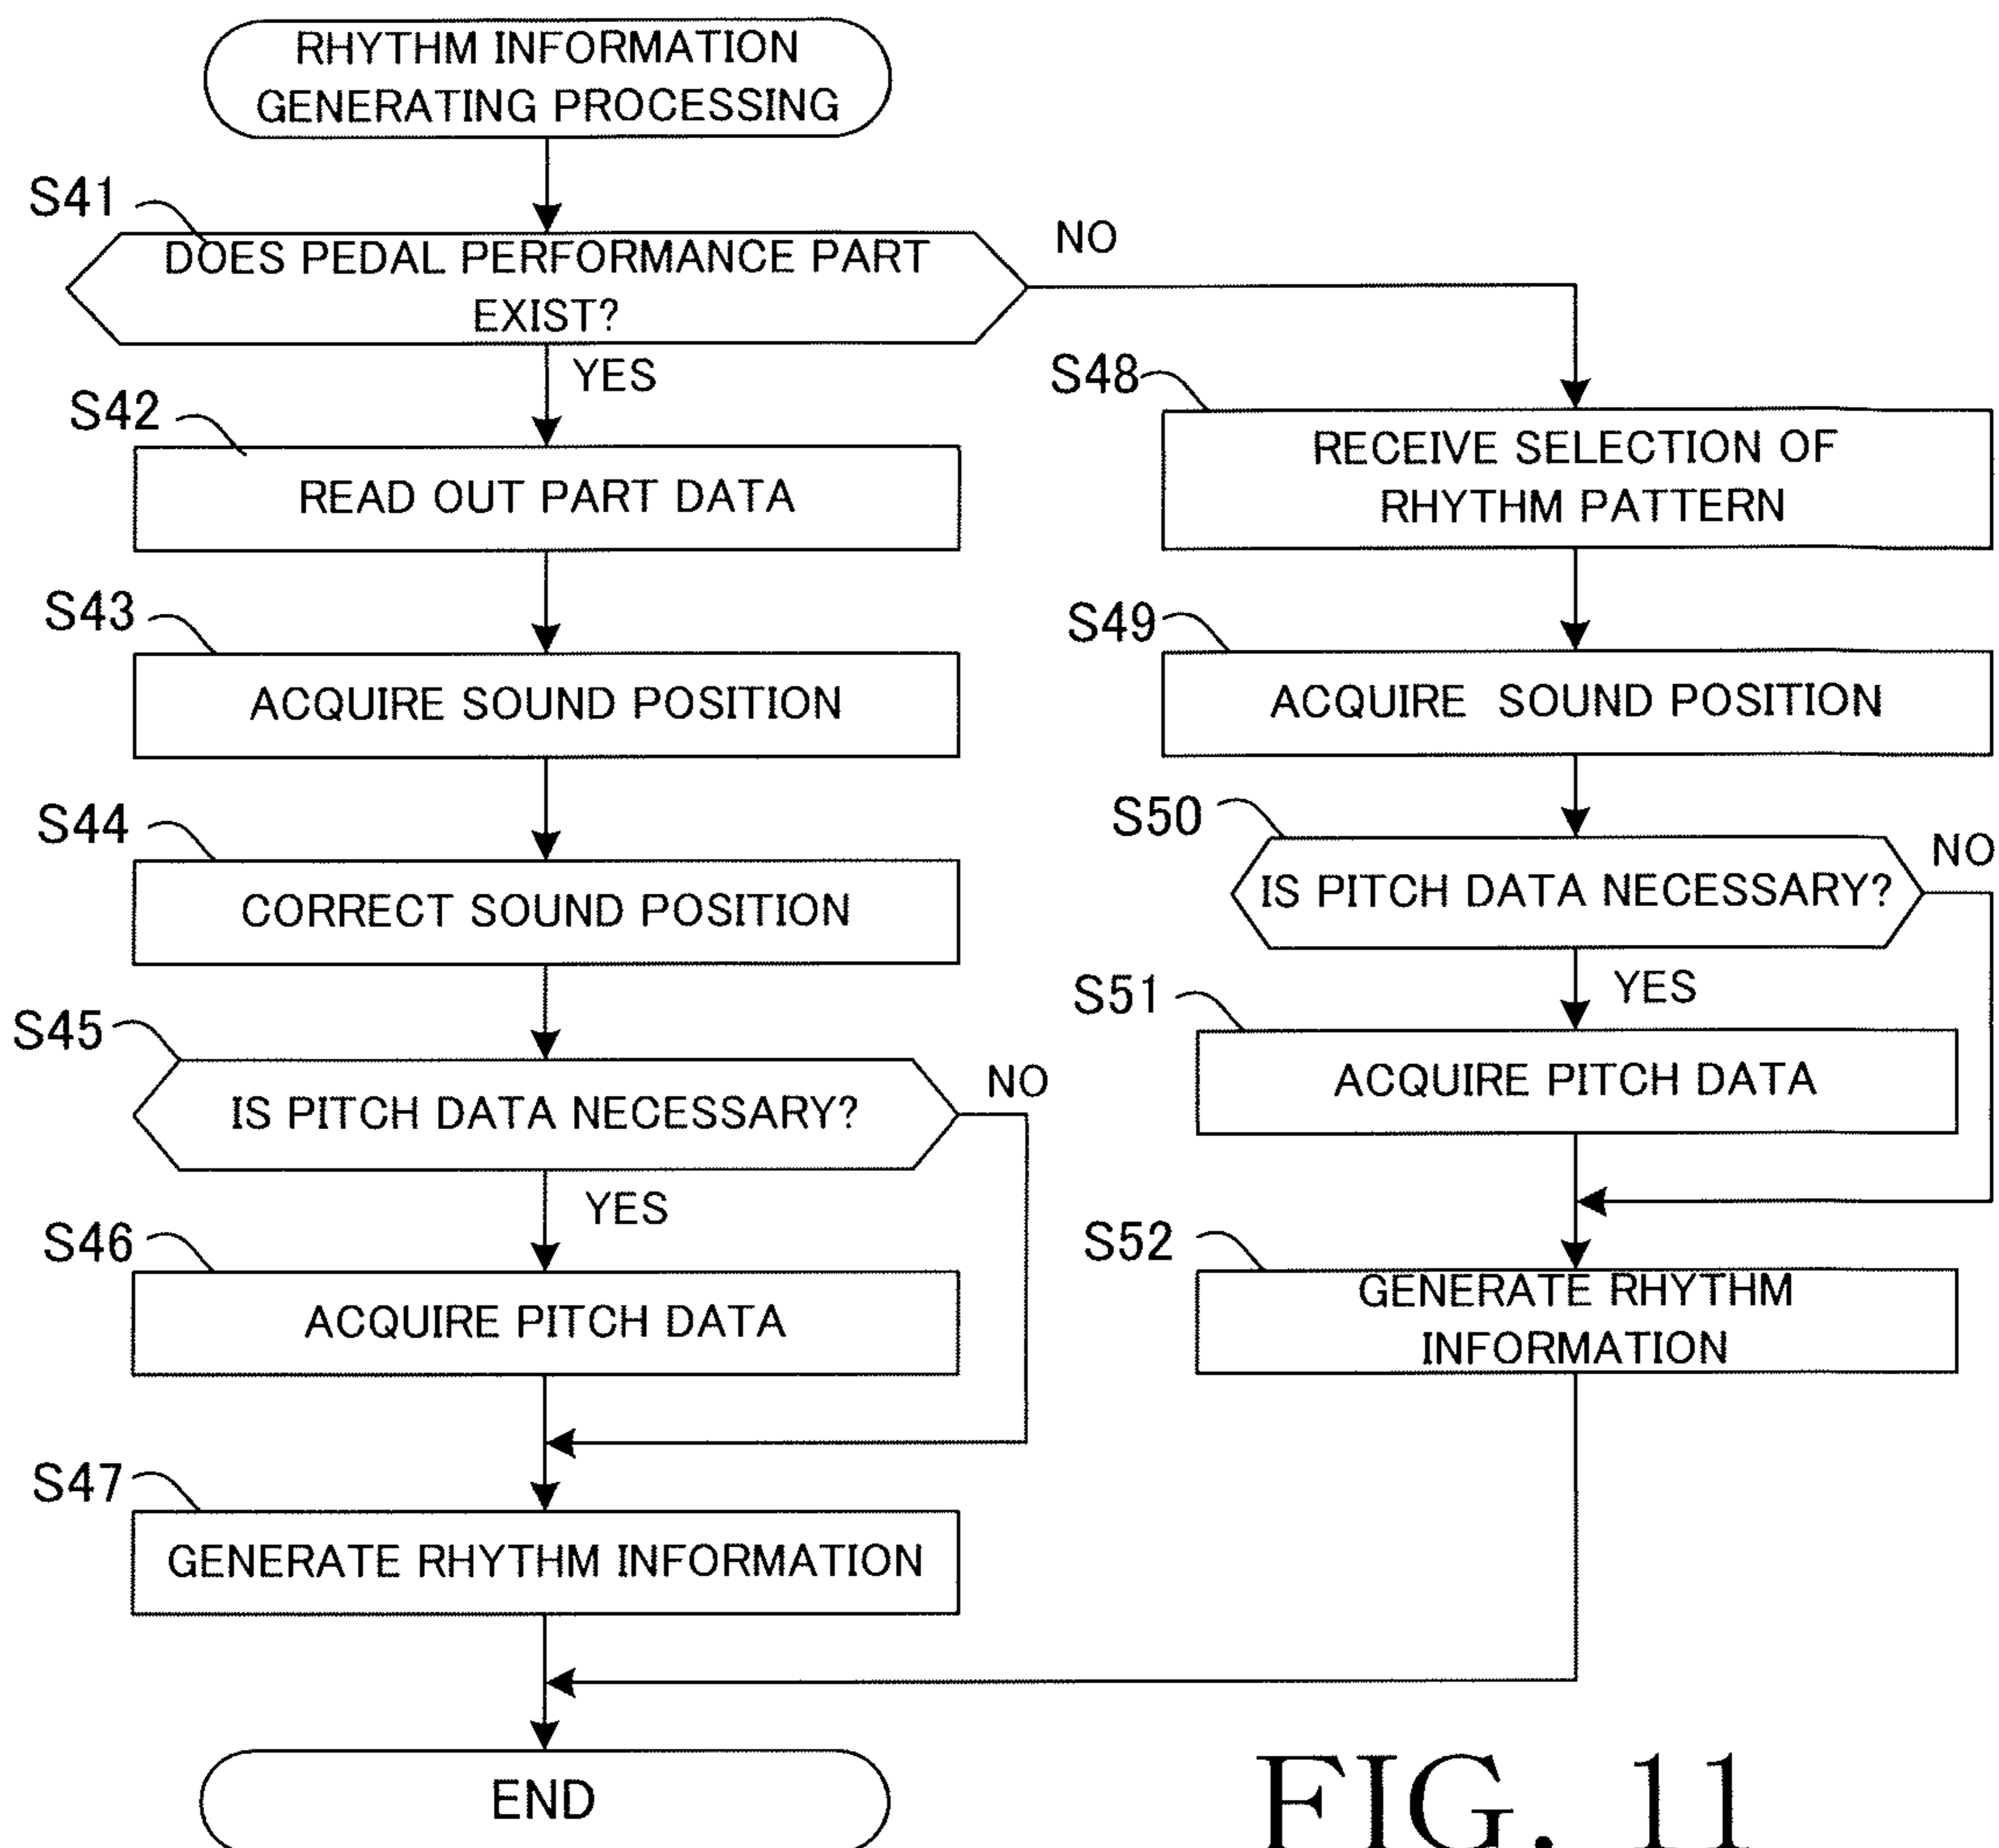 RHYTHM INFORMATION
GENERATING PROCESSING
S41
DOES PEDAL PERFORMANCE PART
EXIST?
NO
YES
S42
READ OUT PART DATA
S43
ACQUIRE SOUND POSITION
S44
CORRECT SOUND POSITION
S45
IS PITCH DATA NECESSARY?
NO
YES
S46
ACQUIRE PITCH DATA
S47
GENERATE RHYTHM INFORMATION
S48
RECEIVE SELECTION OF
RHYTHM PATTERN
S49
ACQUIRE SOUND POSITION
S50
IS PITCH DATA NECESSARY?
NO
YES
S51
ACQUIRE PITCH DATA
S52
GENERATE RHYTHM
INFORMATION
END
FIG. 11